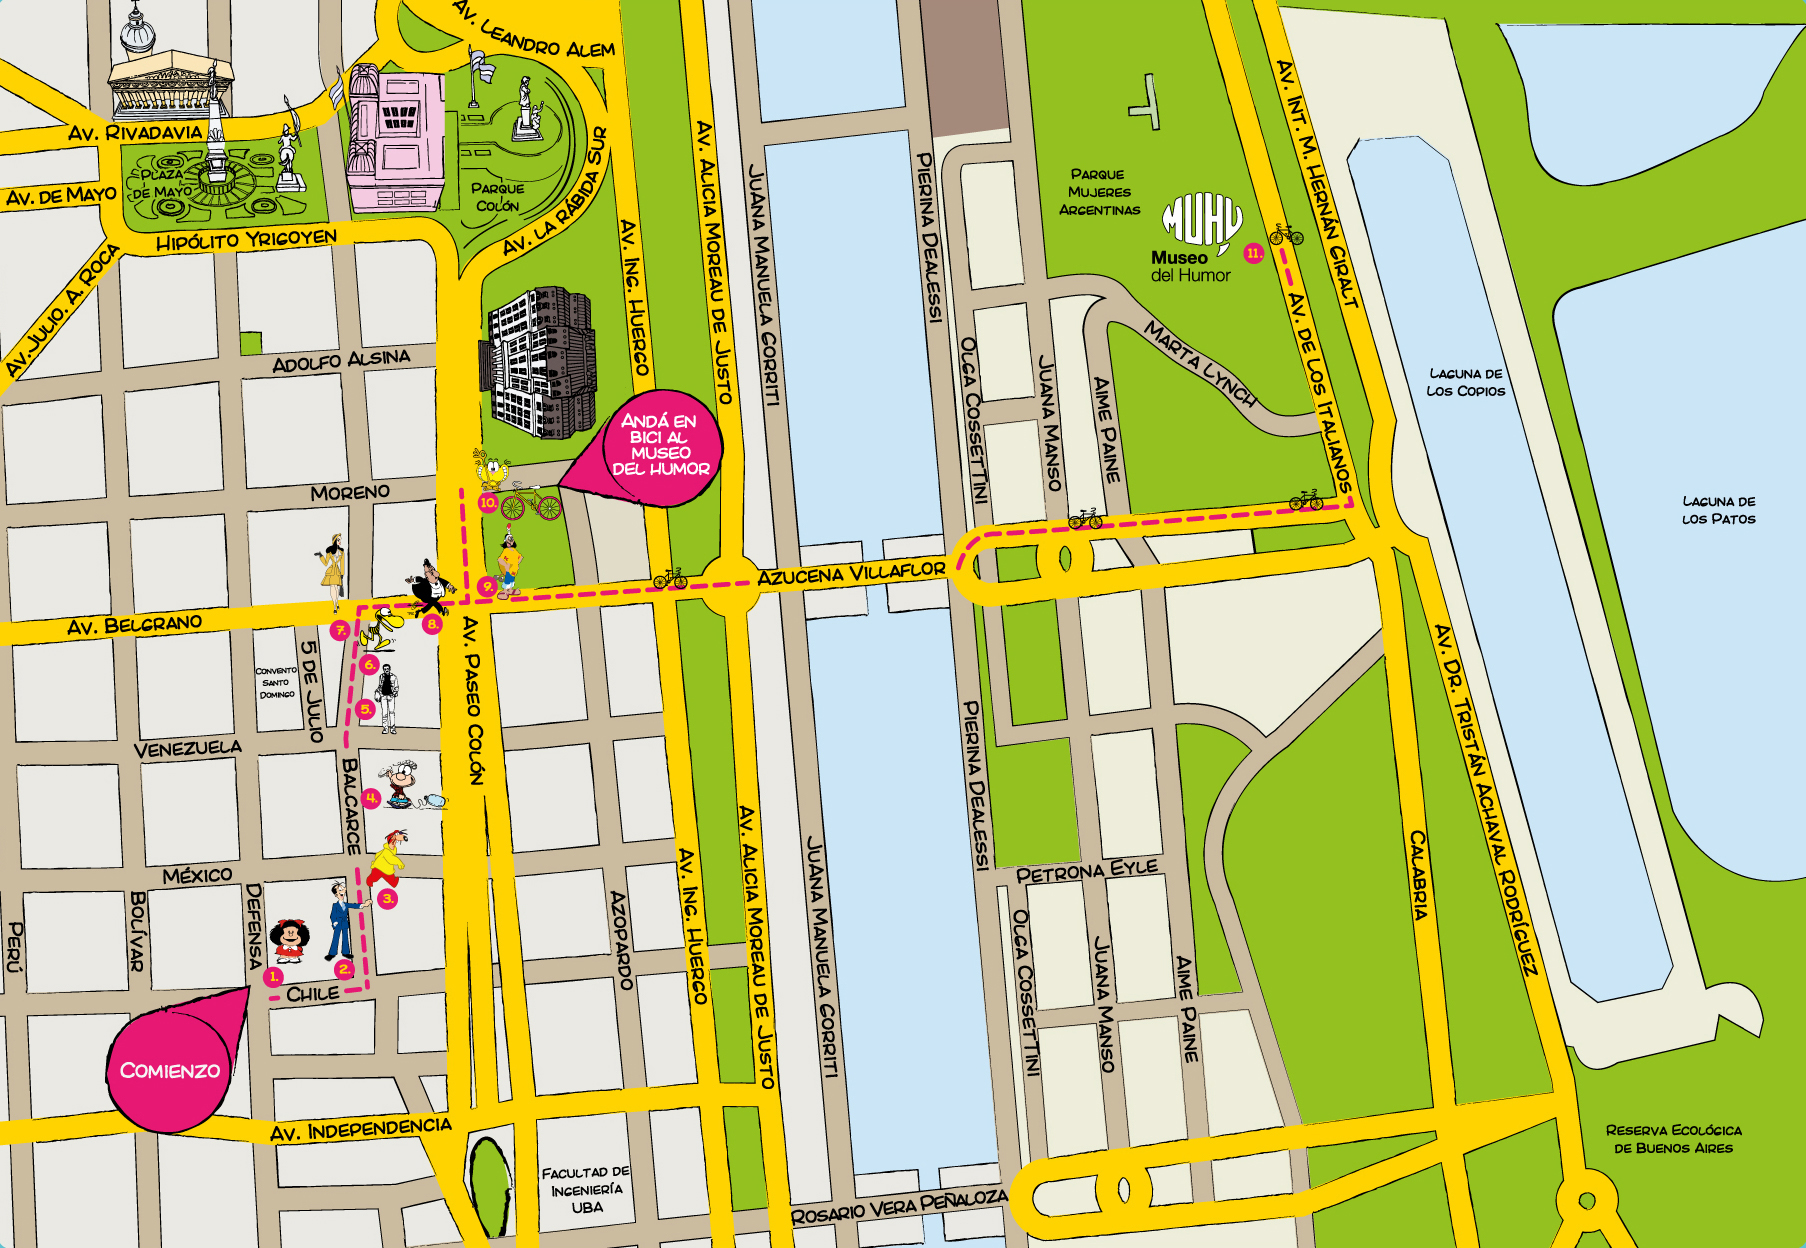 Av. Leandro Alem
Av. Rivadavia
Plaza
de Mayo
Av. de Mayo
Parque
Colón
Hipólito Yrigoyen
Av. La Rábida Sur
Av. Julio. A. Roca
Av. Ing. Huergo
Av. Alicia Moreau de Justo
Juana Manuela Gorriti
Pierina Dealessi
Parque
Mujeres
Argentinas
MUHU
Museo
del Humor
11.
Av. Int. M. Hernán Giralt
Av. de los Italianos
Marta Lynch
Adolfo Alsina
Olga Cossettini
Juana Manso
Aime Paine
Laguna de
los Copios
Laguna de
los Patos
Andá en
bici al
Museo
del Humor
Moreno
10.
9.
Azucena Villaflor
Av. Belgrano
7.
8.
6.
5.
5 de Julio
Convento
Santo
Domingo
Av. Paseo Colón
Venezuela
Balcarce
4.
México
3.
Perú
Bolívar
Defensa
1.
2.
Chile
Comienzo
Azopardo
Av. Ing. Huergo
Av. Alicia Moreau de Justo
Juana Manuela Gorriti
Pierina Dealessi
Petrona Eyle
Olga Cossettini
Juana Manso
Aime Paine
Calabria
Av. Dr. Tristán Achaval Rodríguez
Av. Independencia
Facultad de
Ingeniería
UBA
Rosario Vera Peñaloza
Reserva Ecológica
de Buenos Aires